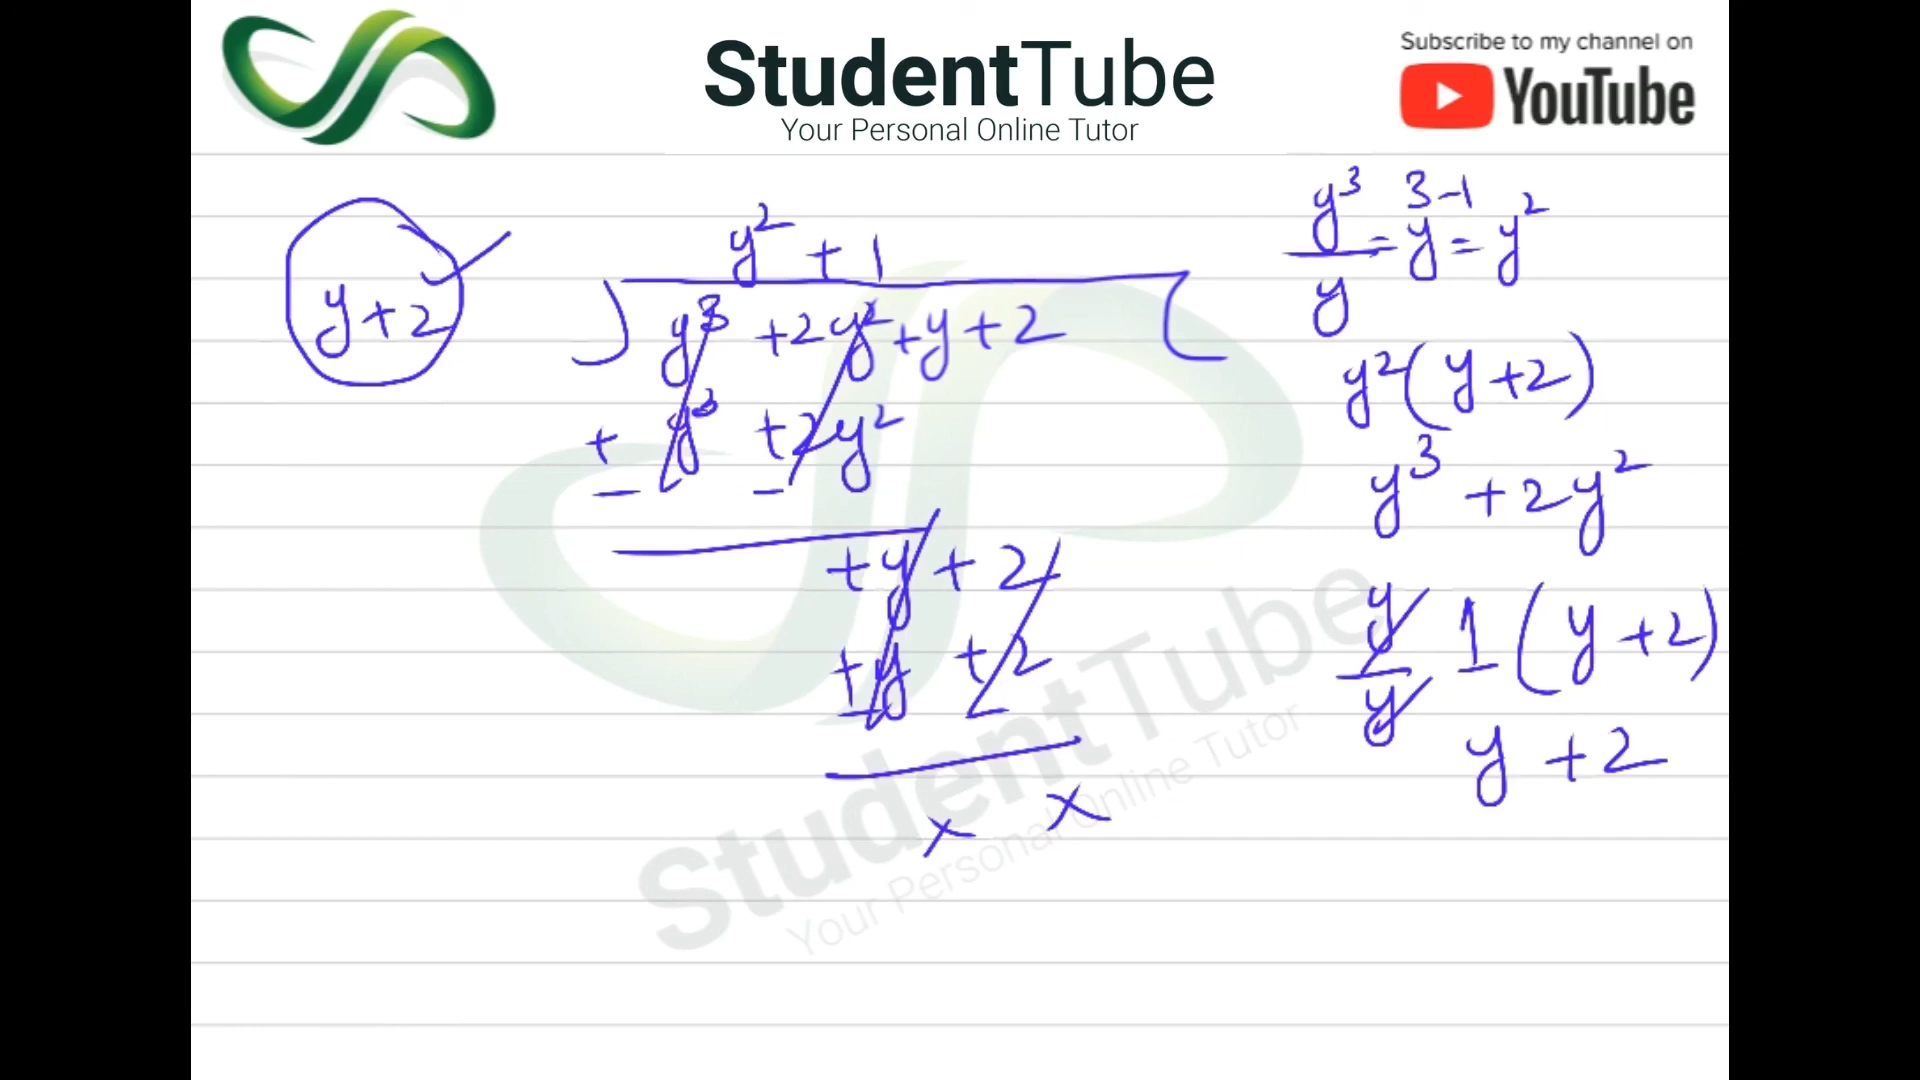 StudentTube
Your Personal Online Tutor
Subscribe to my channel on
YouTube
y+2
y² + 1
y³ +2y²+y+2
+ y³ +2y²
− −
+y+2
+y +2
− −
x x
y³/y = y³⁻¹ = y²
y²(y+2)
y³ +2y²
y/y 1(y+2)
y +2
StudentTube
Your Personal Online Tutor